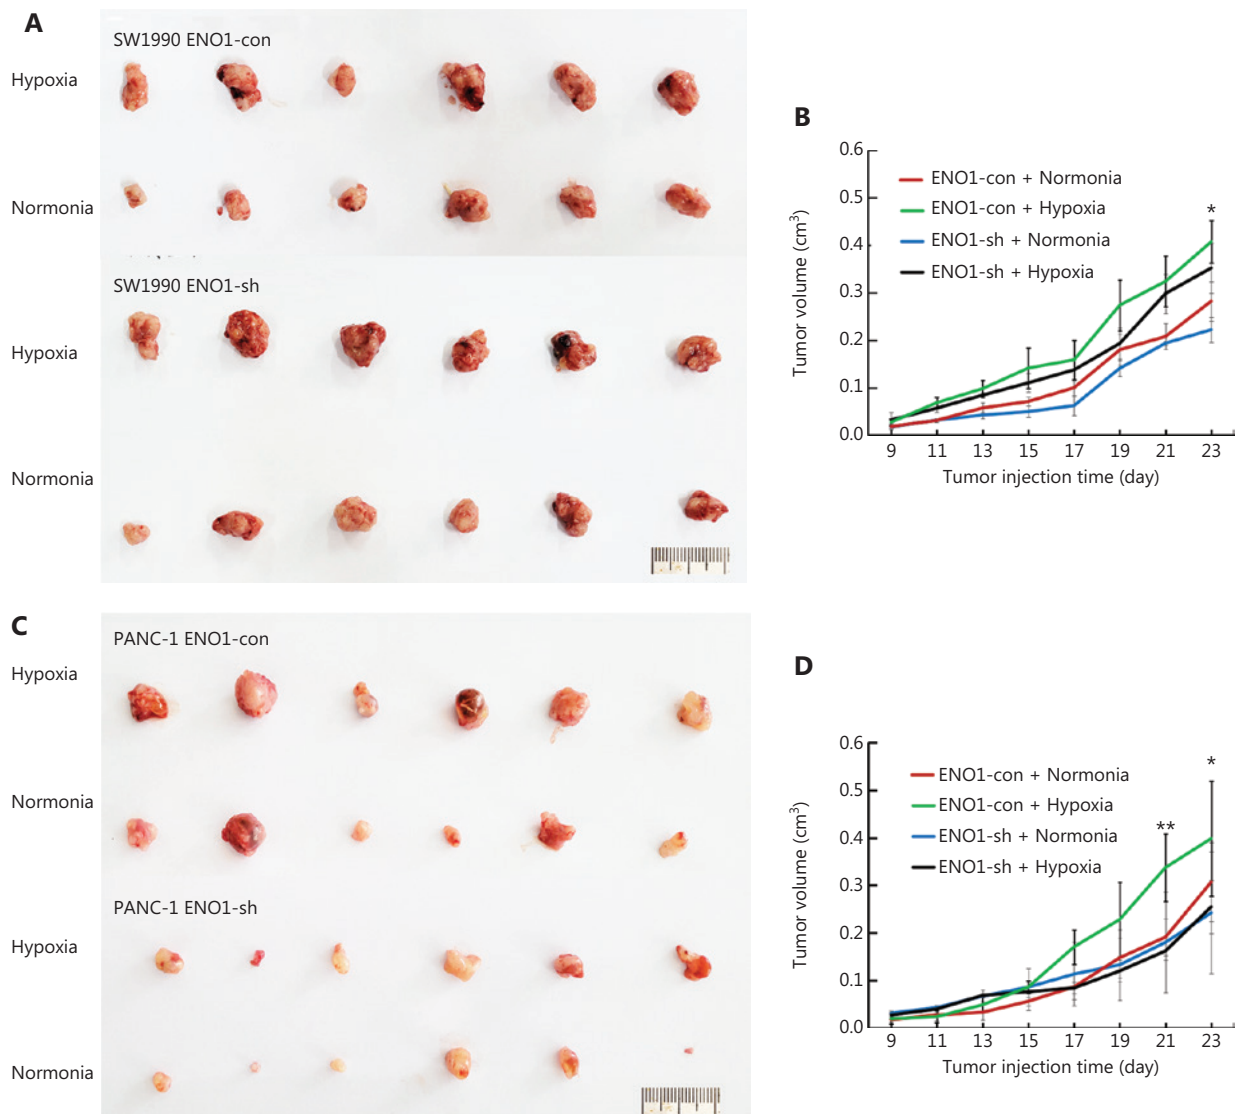 A
SW1990 ENO1-con
Hypoxia
Normonia
SW1990 ENO1-sh
Hypoxia
Normonia
B
0.6
0.5
0.4
0.3
0.2
0.1
0.0
Tumor volume (cm³)
ENO1-con + Normonia
ENO1-con + Hypoxia
ENO1-sh + Normonia
ENO1-sh + Hypoxia
*
9 11 13 15 17 19 21 23
Tumor injection time (day)
C
PANC-1 ENO1-con
Hypoxia
Normonia
PANC-1 ENO1-sh
Hypoxia
Normonia
D
0.6
0.5
0.4
0.3
0.2
0.1
0.0
Tumor volume (cm³)
ENO1-con + Normonia
ENO1-con + Hypoxia
ENO1-sh + Normonia
ENO1-sh + Hypoxia
**
*
9 11 13 15 17 19 21 23
Tumor injection time (day)